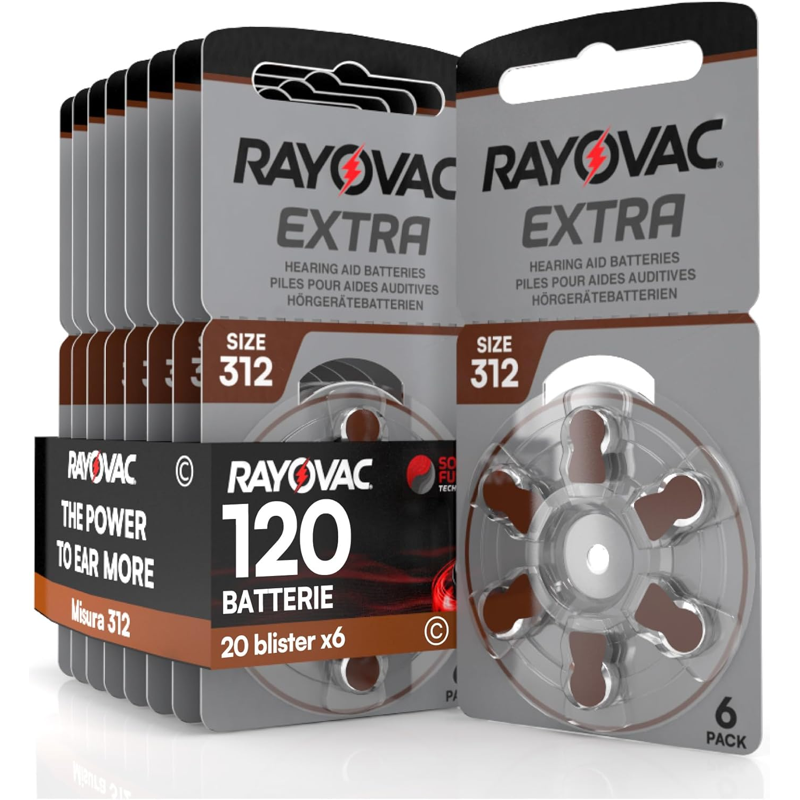 RAYOVAC
EXTRA
HEARING AID BATTERIES
PILES POUR AIDES AUDITIVES
HÖRGERÄTEBATTERIEN
SIZE
312
RAYOVAC
THE POWER
TO EAR MORE
Misura 312
©
RAYOVAC
120
BATTERIE
20 blister x6
©
RAYOVAC®
EXTRA
HEARING AID BATTERIES
PILES POUR AIDES AUDITIVES
HÖRGERÄTEBATTERIEN
SIZE
312
6
PACK